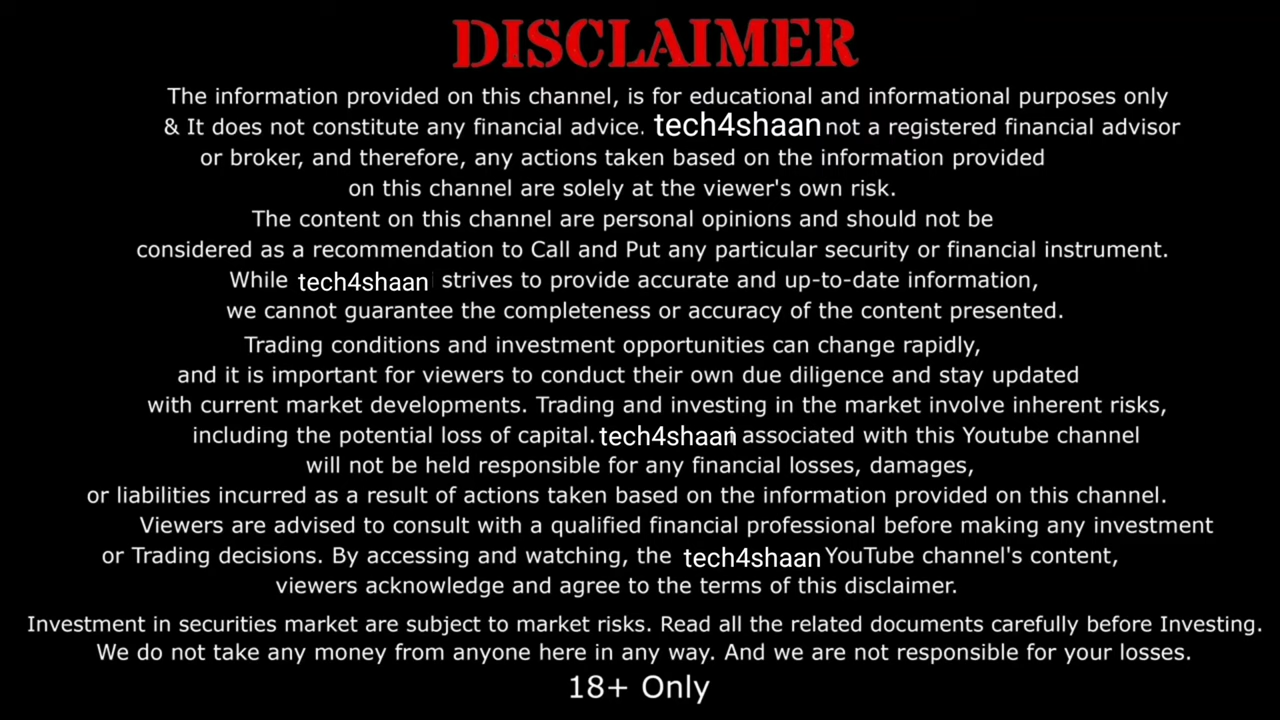 DISCLAIMER
The information provided on this channel, is for educational and informational purposes only
& It does not constitute any financial advice. tech4shaan not a registered financial advisor
or broker, and therefore, any actions taken based on the information provided
on this channel are solely at the viewer's own risk.
The content on this channel are personal opinions and should not be
considered as a recommendation to Call and Put any particular security or financial instrument.
While tech4shaan strives to provide accurate and up-to-date information,
we cannot guarantee the completeness or accuracy of the content presented.
Trading conditions and investment opportunities can change rapidly,
and it is important for viewers to conduct their own due diligence and stay updated
with current market developments. Trading and investing in the market involve inherent risks,
including the potential loss of capital. tech4shaan associated with this Youtube channel
will not be held responsible for any financial losses, damages,
or liabilities incurred as a result of actions taken based on the information provided on this channel.
Viewers are advised to consult with a qualified financial professional before making any investment
or Trading decisions. By accessing and watching, the tech4shaan YouTube channel's content,
viewers acknowledge and agree to the terms of this disclaimer.
Investment in securities market are subject to market risks. Read all the related documents carefully before Investing.
We do not take any money from anyone here in any way. And we are not responsible for your losses.
18+ Only